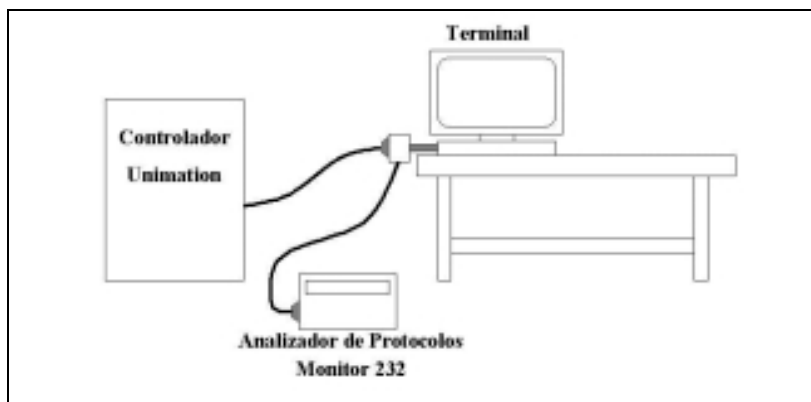 Terminal
Controlador
Unimation
Analizador de Protocolos
Monitor 232